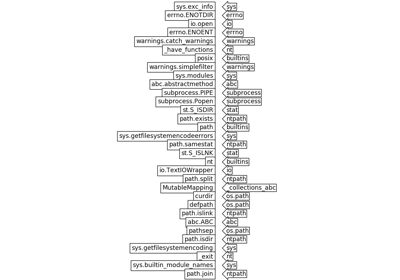 sys.exc_info sys
errno.ENOTDIR errno
io.open io
errno.ENOENT errno
warnings.catch_warnings warnings
_have_functions nt
posix builtins
warnings.simplefilter warnings
sys.modules sys
abc.abstractmethod abc
subprocess.PIPE subprocess
subprocess.Popen subprocess
st.S_ISDIR stat
path.exists ntpath
path builtins
sys.getfilesystemencodeerrors sys
path.samestat ntpath
st.S_ISLNK stat
nt builtins
io.TextIOWrapper io
path.split ntpath
MutableMapping _collections_abc
curdir os.path
defpath os.path
path.islink ntpath
abc.ABC abc
pathsep os.path
path.isdir ntpath
sys.getfilesystemencoding sys
_exit nt
sys.builtin_module_names sys
path.join ntpath